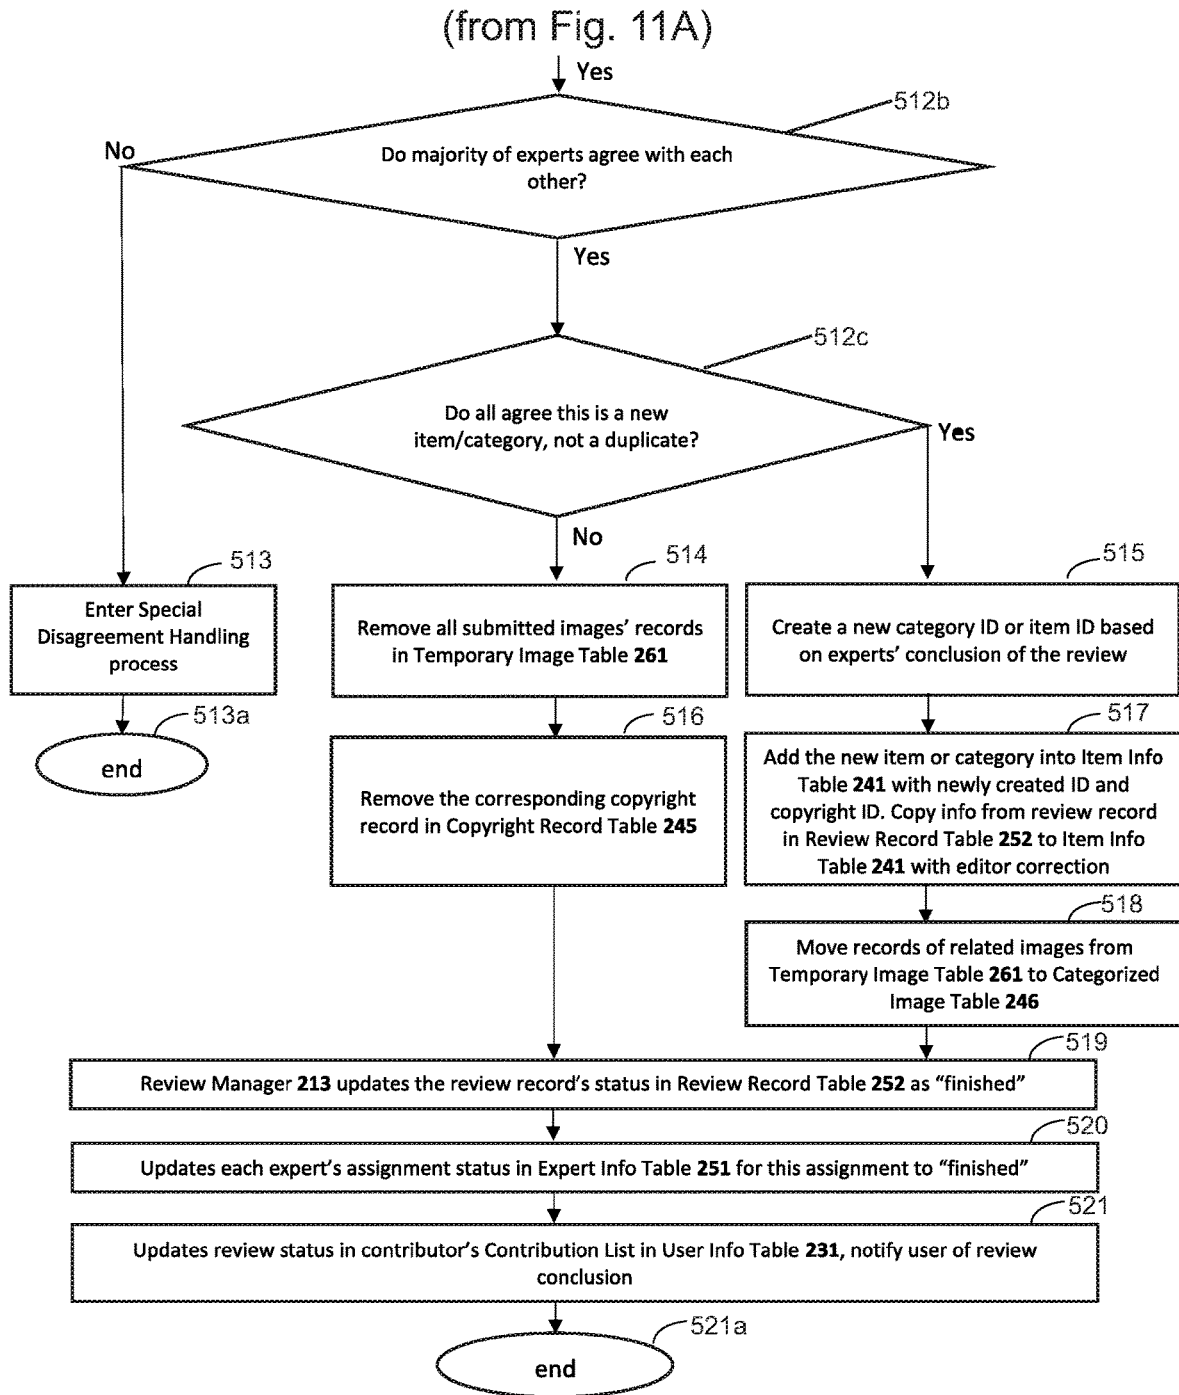 (from Fig. 11A)
Yes
512b
No
Do majority of experts agree with each
other?
Yes
512c
Do all agree this is a new
item/category, not a duplicate?
Yes
No
513
514
515
Enter Special
Disagreement Handling
process
Remove all submitted images' records
in Temporary Image Table 261
Create a new category ID or item ID based
on experts' conclusion of the review
513a
516
517
end
Remove the corresponding copyright
record in Copyright Record Table 245
Add the new item or category into Item Info
Table 241 with newly created ID and
copyright ID. Copy info from review record
in Review Record Table 252 to Item Info
Table 241 with editor correction
518
Move records of related images from
Temporary Image Table 261 to Categorized
Image Table 246
519
Review Manager 213 updates the review record's status in Review Record Table 252 as "finished"
520
Updates each expert's assignment status in Expert Info Table 251 for this assignment to "finished"
521
Updates review status in contributor's Contribution List in User Info Table 231, notify user of review
conclusion
521a
end